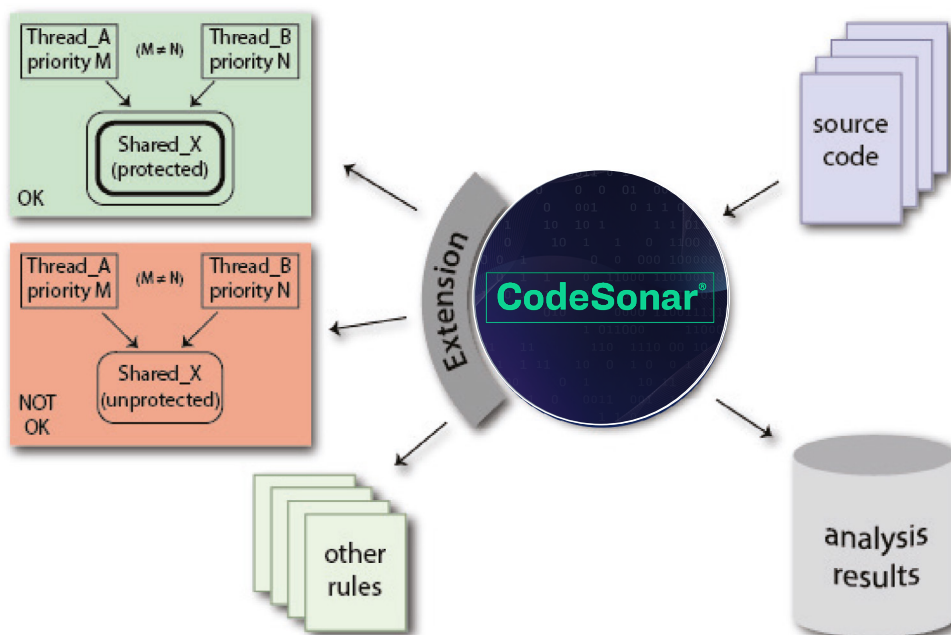 Thread_A
priority M
(M ≠ N)
Thread_B
priority N
Shared_X
(protected)
OK
Thread_A
priority M
(M ≠ N)
Thread_B
priority N
Shared_X
(unprotected)
NOT
OK
Extension
CodeSonar®
source
code
other
rules
analysis
results